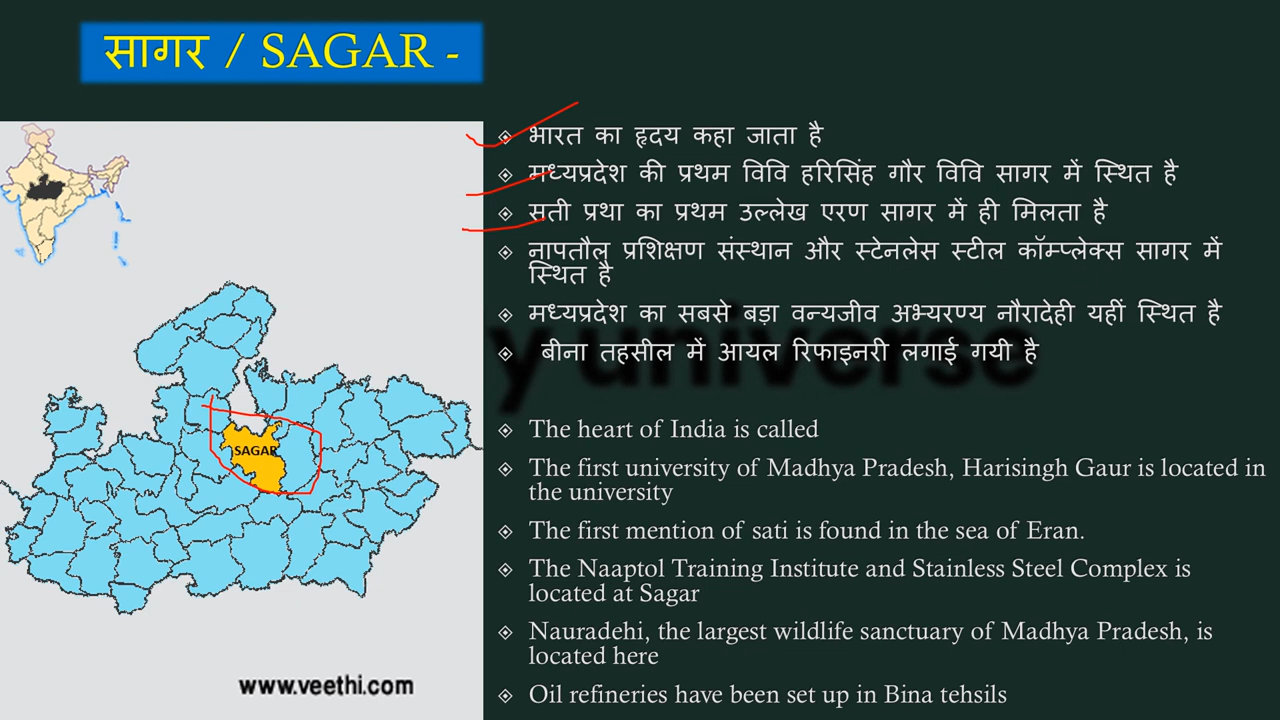 सागर / SAGAR -
भारत का हृदय कहा जाता है
मध्यप्रदेश की प्रथम विवि हरिसिंह गौर विवि सागर में स्थित है
सती प्रथा का प्रथम उल्लेख एरण सागर में ही मिलता है
नापतौल प्रशिक्षण संस्थान और स्टेनलेस स्टील कॉम्प्लेक्स सागर में
स्थित है
मध्यप्रदेश का सबसे बड़ा वन्यजीव अभ्यरण्य नौरादेही यहीं स्थित है
बीना तहसील में आयल रिफाइनरी लगाई गयी है
y universe
The heart of India is called
The first university of Madhya Pradesh, Harisingh Gaur is located in
the university
The first mention of sati is found in the sea of Eran.
The Naaptol Training Institute and Stainless Steel Complex is
located at Sagar
Nauradehi, the largest wildlife sanctuary of Madhya Pradesh, is
located here
Oil refineries have been set up in Bina tehsils
SAGAR
www.veethi.com